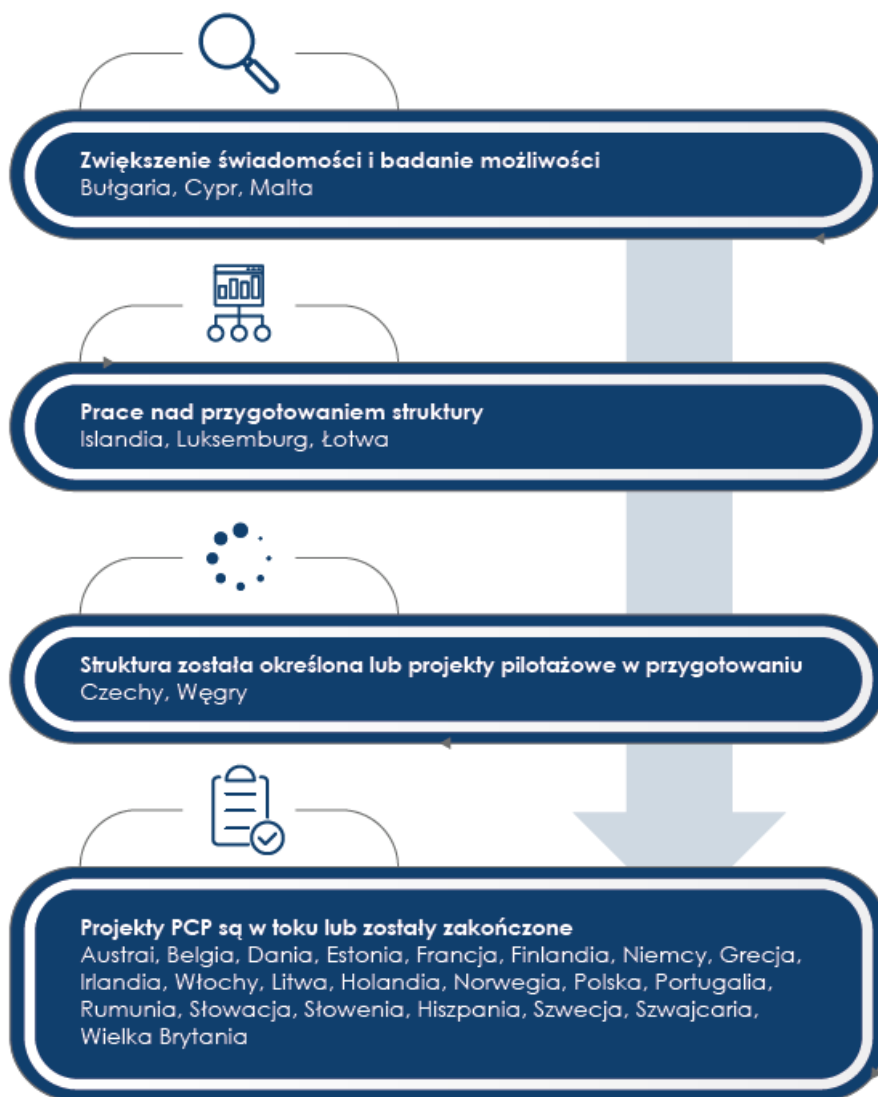 Zwiększenie świadomości i badanie możliwości
Bułgaria, Cypr, Malta
Prace nad przygotowaniem struktury
Islandia, Luksemburg, Łotwa
Struktura została określona lub projekty pilotażowe w przygotowaniu
Czechy, Węgry
Projekty PCP są w toku lub zostały zakończone
Austrai, Belgia, Dania, Estonia, Francja, Finlandia, Niemcy, Grecja,
Irlandia, Włochy, Litwa, Holandia, Norwegia, Polska, Portugalia,
Rumunia, Słowacja, Słowenia, Hiszpania, Szwecja, Szwajcaria,
Wielka Brytania